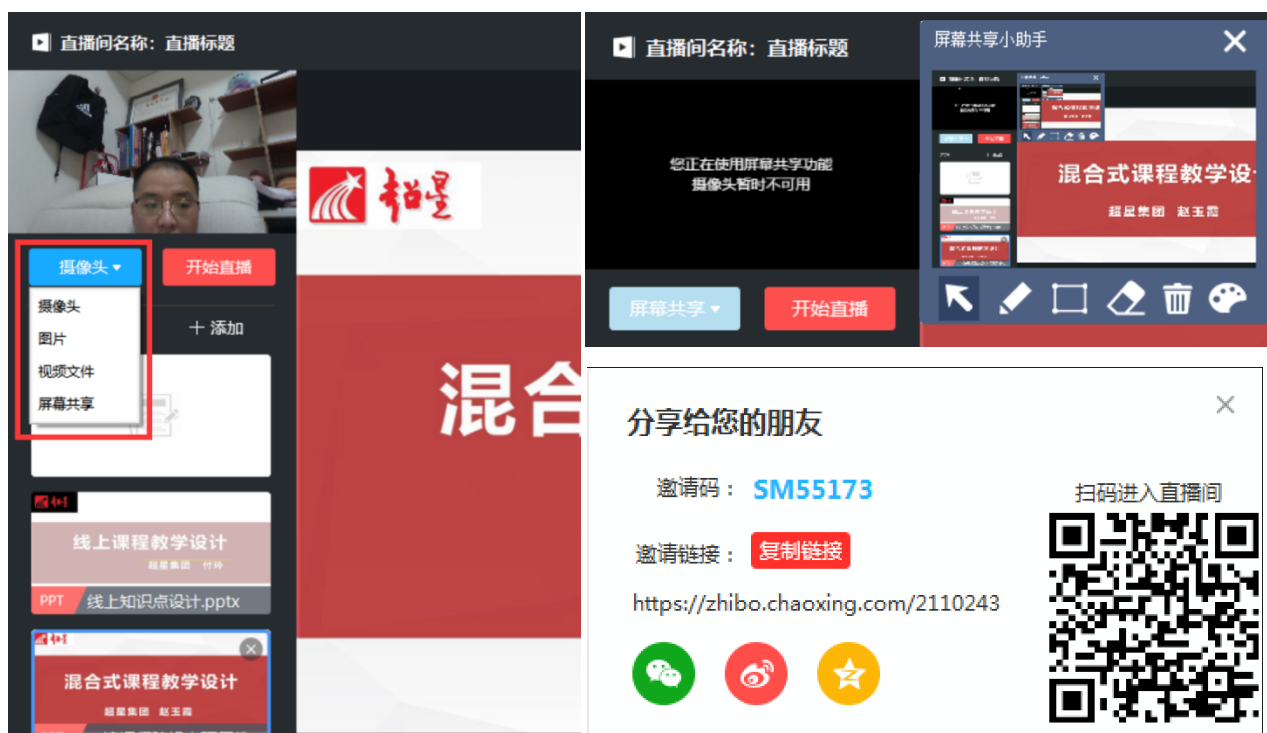 直播间名称：直播标题
摄像头
开始直播
摄像头
图片
视频文件
屏幕共享
＋ 添加
超星
混合
线上课程教学设计
超星集团 付玲
PPT 线上知识点设计.pptx
混合式课程教学设计
超星集团 赵玉霞
直播间名称：直播标题
您正在使用屏幕共享功能
摄像头暂时不可用
屏幕共享
开始直播
屏幕共享小助手
混合式课程教学设
超星集团 赵玉霞
分享给您的朋友
邀请码： SM55173
邀请链接： 复制链接
https://zhibo.chaoxing.com/2110243
扫码进入直播间